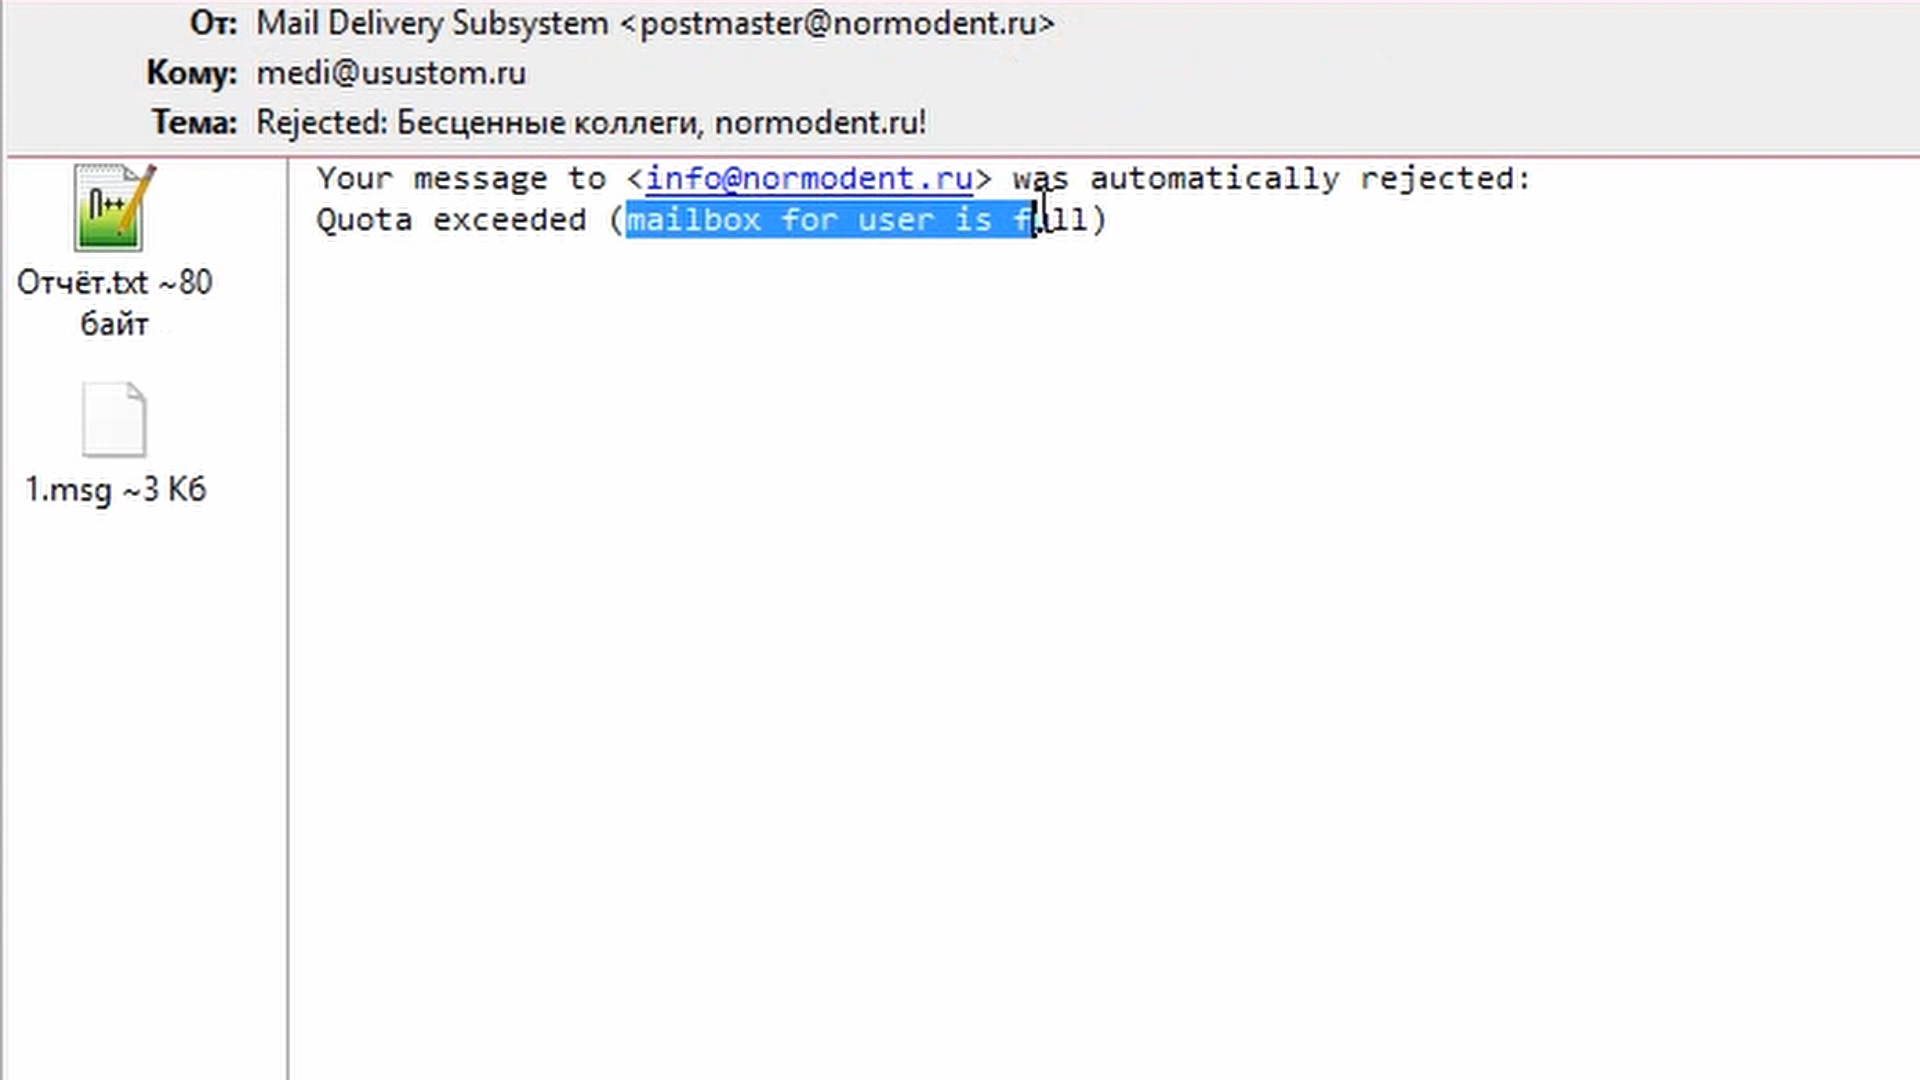 От: Mail Delivery Subsystem <postmaster@normodent.ru>
Кому: medi@usustom.ru
Тема: Rejected: Бесценные коллеги, normodent.ru!
Your message to <info@normodent.ru> was automatically rejected:
Quota exceeded (mailbox for user is full)
n++
Отчёт.txt ~80
байт
1.msg ~3 Кб